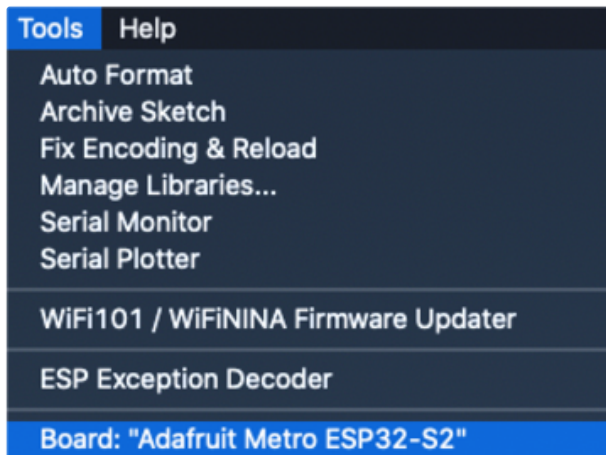 Tools Help
Auto Format
Archive Sketch
Fix Encoding & Reload
Manage Libraries...
Serial Monitor
Serial Plotter
WiFi101 / WiFiNINA Firmware Updater
ESP Exception Decoder
Board: "Adafruit Metro ESP32-S2"